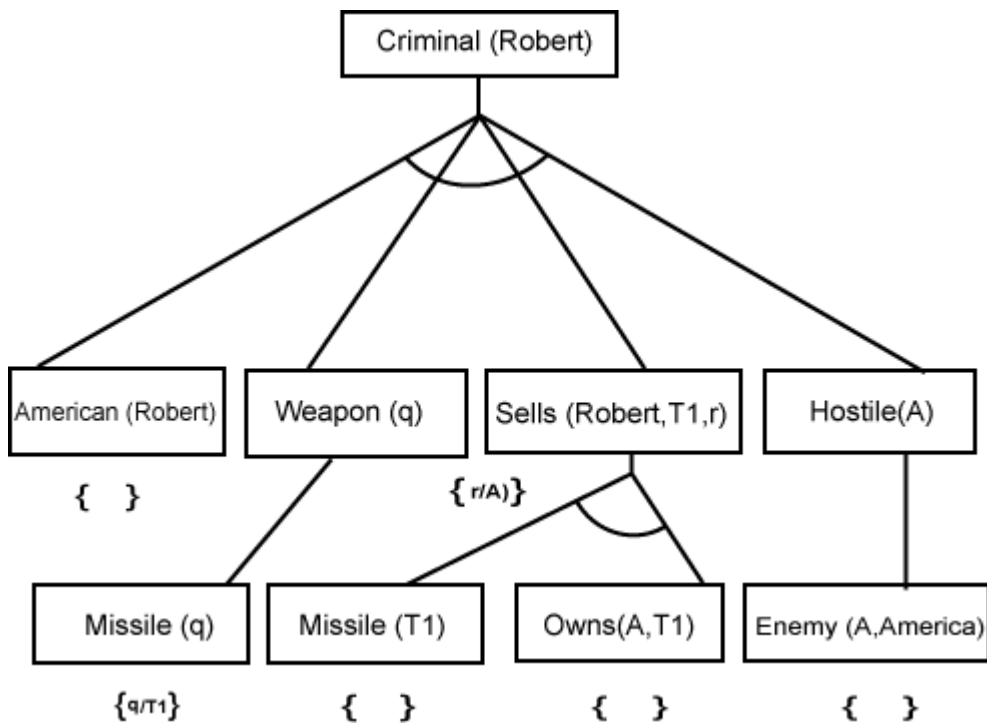 Criminal (Robert)
American (Robert)
Weapon (q)
Sells (Robert,T1,r)
Hostile(A)
{ }
{ r/A)}
Missile (q)
Missile (T1)
Owns(A,T1)
Enemy (A,America)
{q/T1}
{ }
{ }
{ }